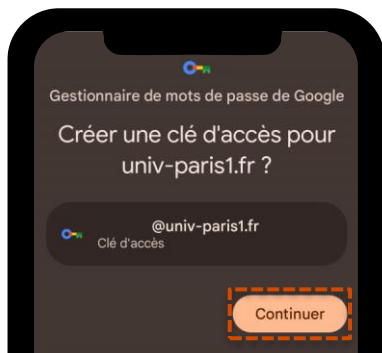 Gestionnaire de mots de passe de Google
Créer une clé d'accès pour
univ-paris1.fr ?
@univ-paris1.fr
Clé d'accès
Continuer